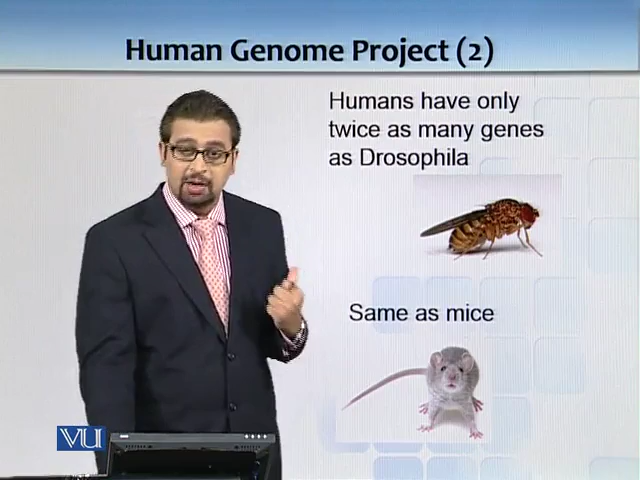 Human Genome Project (2)
Humans have only
twice as many genes
as Drosophila
Same as mice
VU